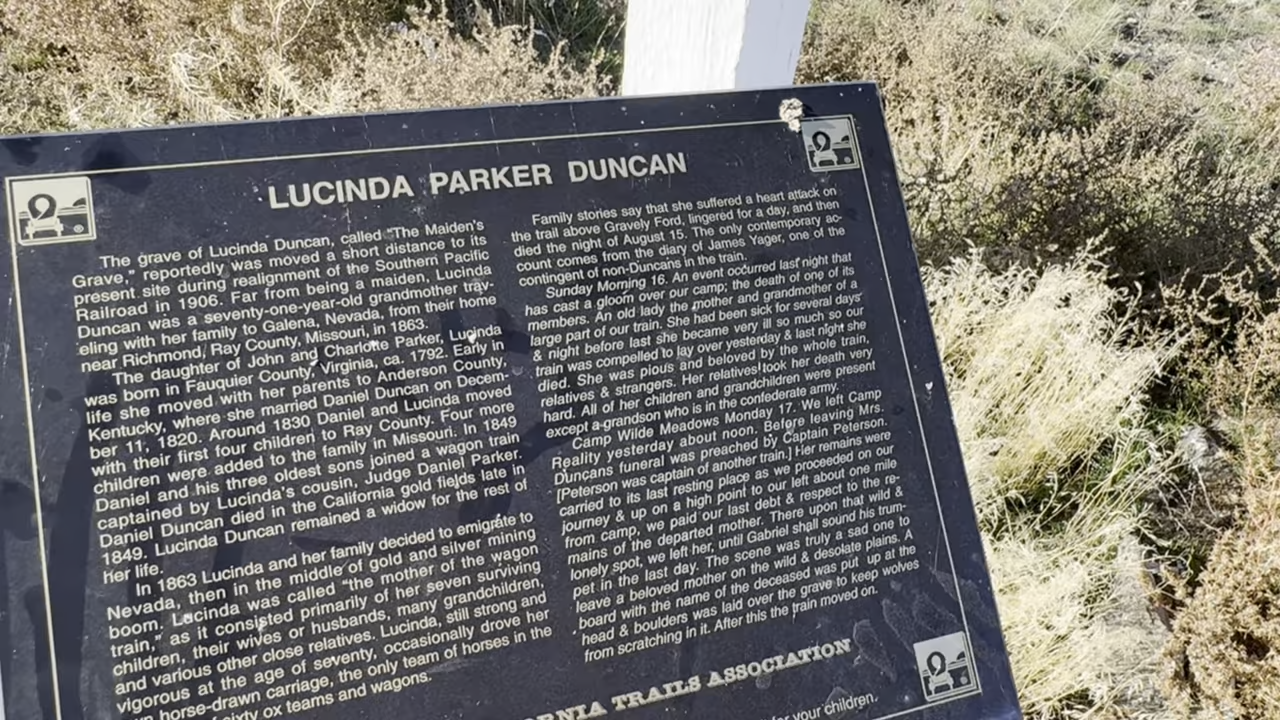 LUCINDA PARKER DUNCAN
The grave of Lucinda Duncan, called "The Maiden's
Grave," reportedly was moved a short distance to its
present site during realignment of the Southern Pacific
Railroad in 1906. Far from being a maiden, Lucinda
Duncan was a seventy-one-year-old grandmother trav-
eling with her family to Galena, Nevada, from their home
near Richmond, Ray County, Missouri, in 1863.
The daughter of John and Charlotte Parker, Lucinda
was born in Fauquier County, Virginia, ca. 1792. Early in
life she moved with her parents to Anderson County,
Kentucky, where she married Daniel Duncan on Decem-
ber 11, 1820. Around 1830 Daniel and Lucinda moved
with their first four children to Ray County. Four more
children were added to the family in Missouri. In 1849
Daniel and his three oldest sons joined a wagon train
captained by Lucinda's cousin, Judge Daniel Parker.
Daniel Duncan died in the California gold fields late in
1849. Lucinda Duncan remained a widow for the rest of
her life.
In 1863 Lucinda and her family decided to emigrate to
Nevada, then in the middle of gold and silver mining
boom. Lucinda was called "the mother of the wagon
train," as it consisted primarily of her seven surviving
children, their wives or husbands, many grandchildren,
and various other close relatives. Lucinda, still strong and
vigorous at the age of seventy, occasionally drove her
horse-drawn carriage, the only team of horses in the
of sixty ox teams and wagons.
Family stories say that she suffered a heart attack on
the trail above Gravely Ford, lingered for a day, and then
died the night of August 15. The only contemporary ac-
count comes from the diary of James Yager, one of the
contingent of non-Duncans in the train.
Sunday Morning 16. An event occurred last night that
has cast a gloom over our camp; the death of one of its
members. An old lady the mother and grandmother of a
large part of our train. She had been sick for several days
& night before last she became very ill so much so our
train was compelled to lay over yesterday & last night she
died. She was pious and beloved by the whole train,
relatives & strangers. Her relatives took her death very
hard. All of her children and grandchildren were present
except a grandson who is in the confederate army.
Camp Wilde Meadows Monday 17. We left Camp
Reality yesterday about noon. Before leaving Mrs.
Duncans funeral was preached by Captain Peterson.
[Peterson was captain of another train.] Her remains were
carried to its last resting place as we proceeded on our
journey & up on a high point to our left about one mile
from camp, we paid our last debt & respect to the re-
mains of the departed mother. There upon that wild &
lonely spot, we left her, until Gabriel shall sound his trum-
pet in the last day. The scene was truly a sad one to
leave a beloved mother on the wild & desolate plains. A
board with the name of the deceased was put up at the
head & boulders was laid over the grave to keep wolves
from scratching in it. After this the train moved on.
TRAILS ASSOCIATION
for your children.